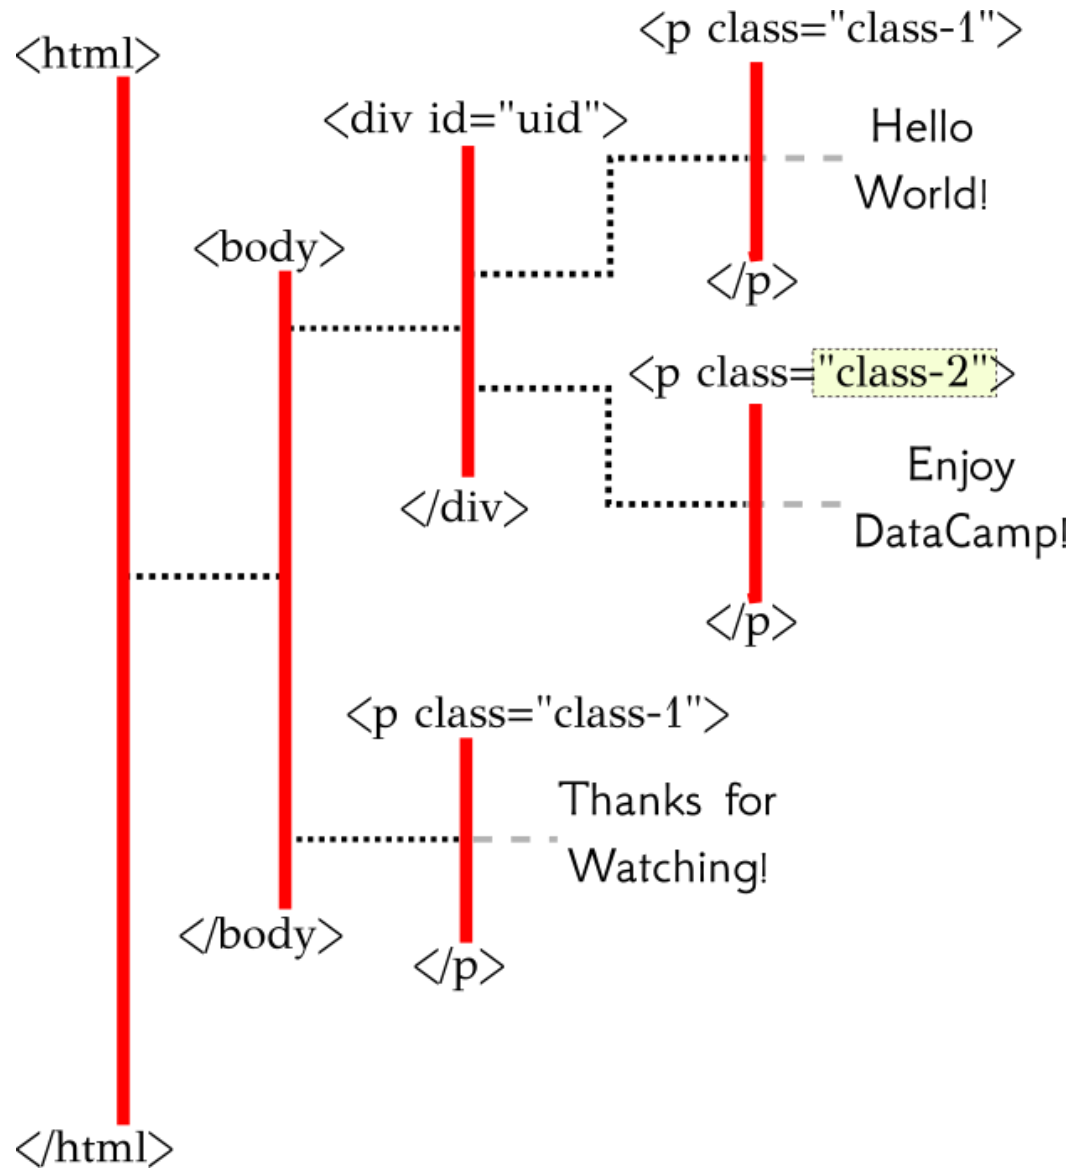 <html>
<body>
<div id="uid">
<p class="class-1">
Hello
World!
</p>
<p class="class-2">
Enjoy
DataCamp!
</p>
</div>
<p class="class-1">
Thanks for
Watching!
</p>
</body>
</html>